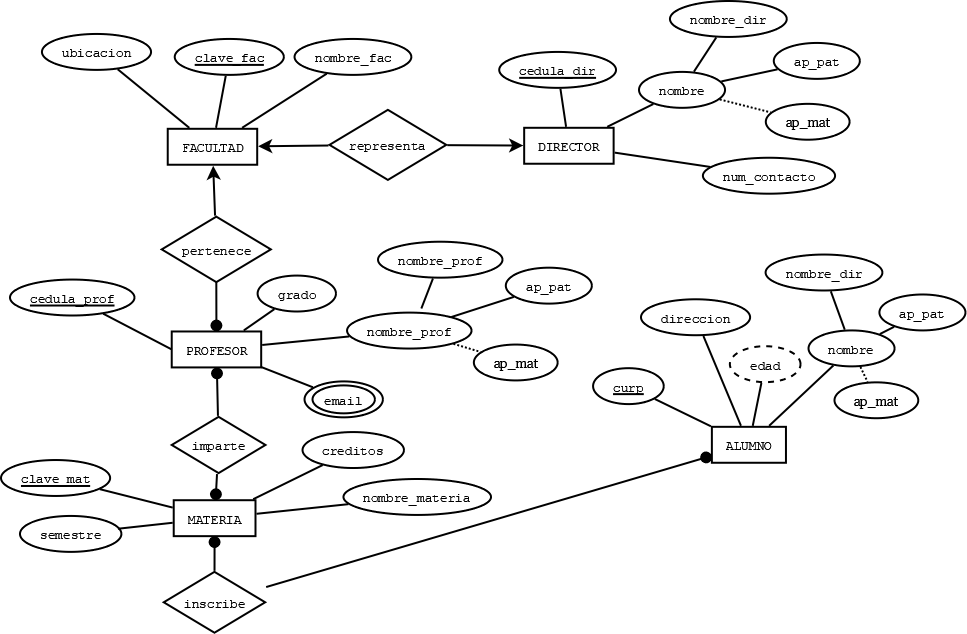 nombre_dir
ubicacion
clave_fac
nombre_fac
cedula_dir
ap_pat
nombre
ap_mat
FACULTAD
representa
DIRECTOR
num_contacto
pertenece
nombre_prof
nombre_dir
cedula_prof
grado
ap_pat
direccion
ap_pat
nombre_prof
PROFESOR
nombre
ap_mat
edad
curp
email
ap_mat
imparte
creditos
ALUMNO
clave_mat
nombre_materia
MATERIA
semestre
inscribe